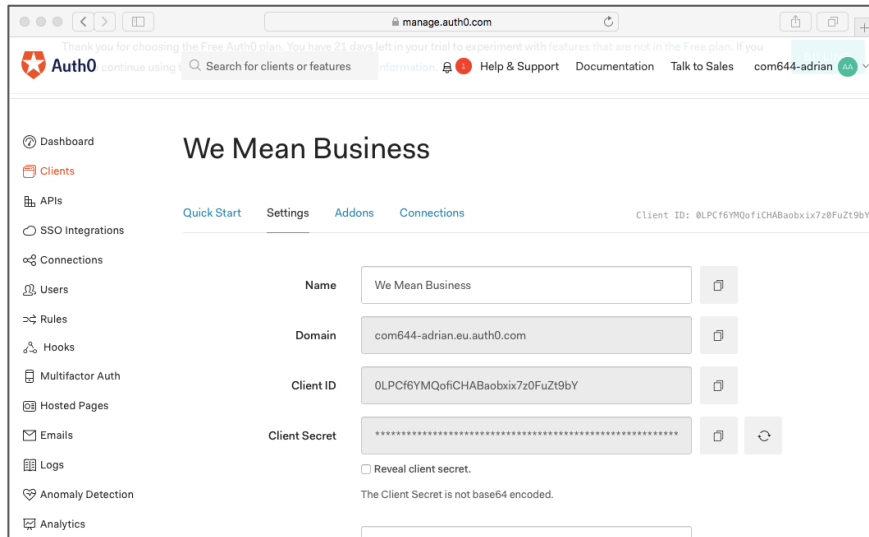 manage.auth0.com
Thank you for choosing the Free Auth0 plan. You have 21 days left in your trial to experiment with features that are not in the Free plan. If you
continue using
information.
Auth0
Search for clients or features
1
Help & Support
Documentation
Talk to Sales
com644-adrian
AA
Dashboard
Clients
APIs
SSO Integrations
Connections
Users
Rules
Hooks
Multifactor Auth
Hosted Pages
Emails
Logs
Anomaly Detection
Analytics
We Mean Business
Quick Start
Settings
Addons
Connections
Client ID: 0LPCf6YMQofiCHABaobxix7z0FuZt9bY
Name
We Mean Business
Domain
com644-adrian.eu.auth0.com
Client ID
0LPCf6YMQofiCHABaobxix7z0FuZt9bY
Client Secret
Reveal client secret.
The Client Secret is not base64 encoded.